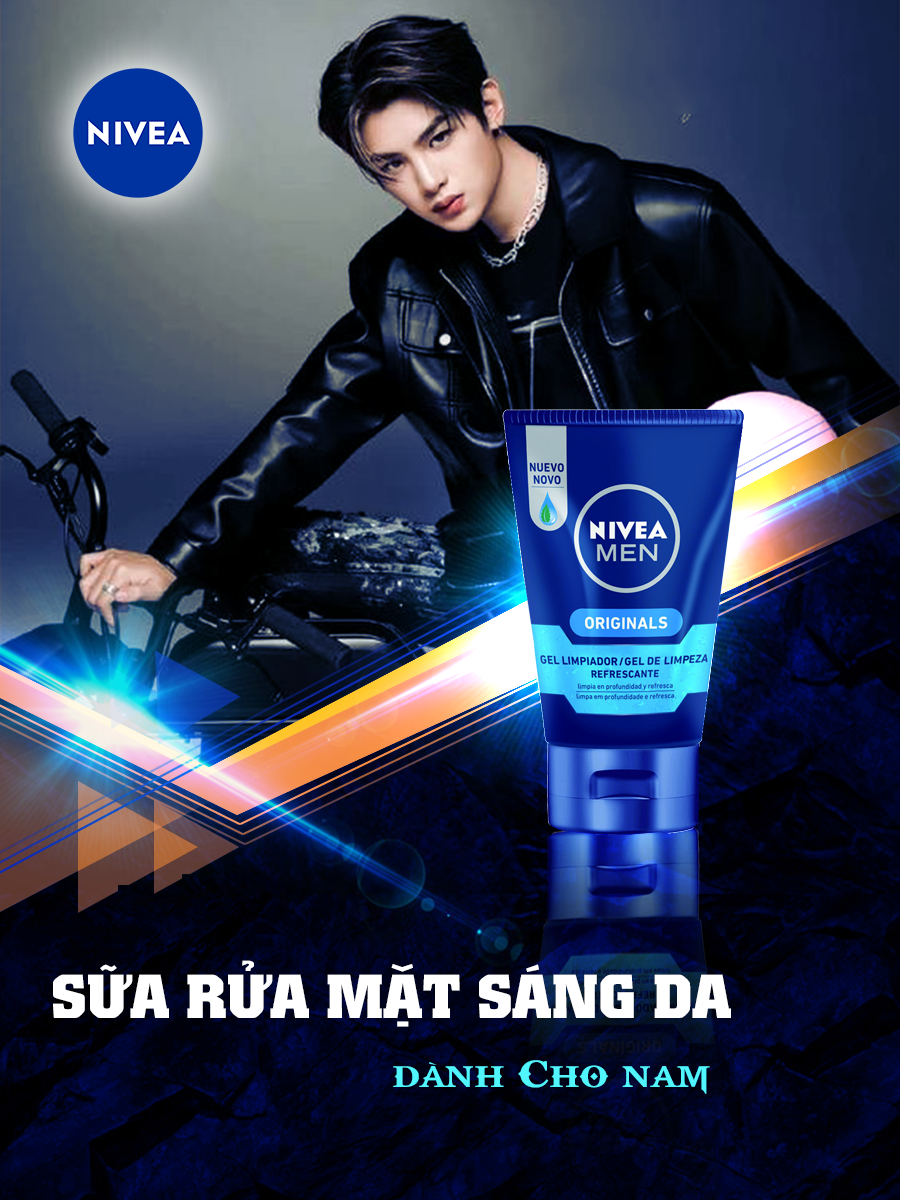 NIVEA
NUEVO
NOVO
NIVEA
MEN
ORIGINALS
GEL LIMPIADOR/GEL DE LIMPEZA
REFRESCANTE
limpia en profundidad y refresca
limpa em profundidade e refresca
SỮA RỬA MẶT SÁNG DA
DÀNH CHO NAM